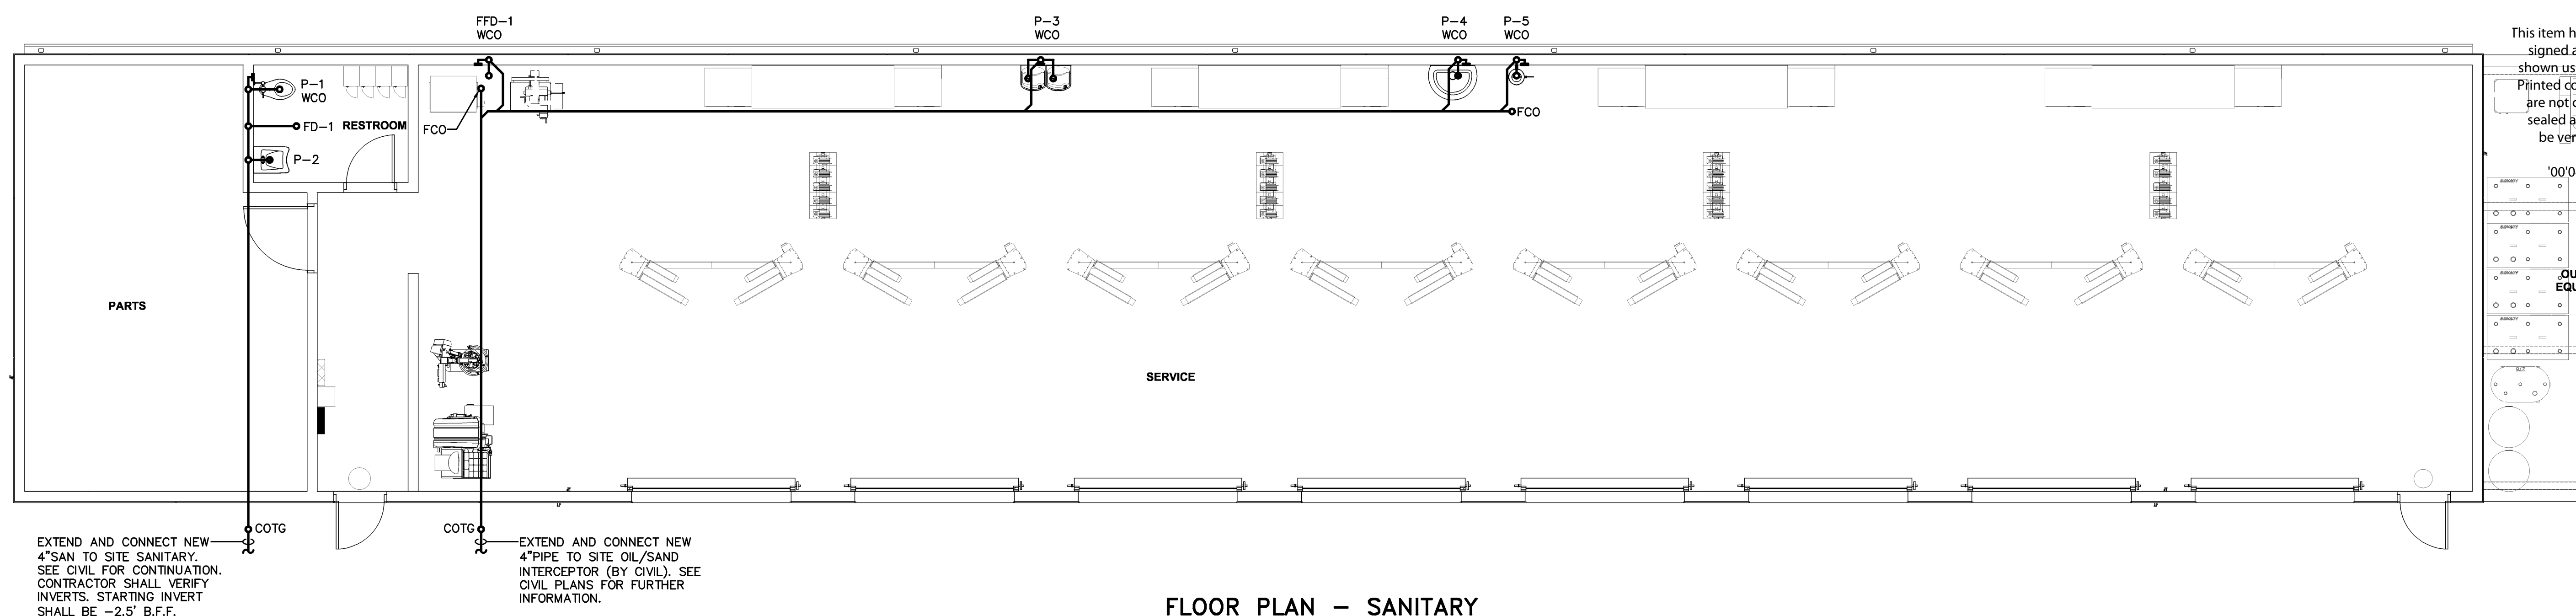 FFD-1
WCO
P-3
WCO
P-4
WCO
P-5
WCO
This item h
signed a
shown us
Printed co
are not
sealed a
be ver
'00'0
P-1
WCO
FD-1
RESTROOM
P-2
FCO
FCO
PARTS
SERVICE
OU
EQU
COTG
COTG
EXTEND AND CONNECT NEW
4"SAN TO SITE SANITARY.
SEE CIVIL FOR CONTINUATION.
CONTRACTOR SHALL VERIFY
INVERTS. STARTING INVERT
SHALL BE -2.5' B.F.F.
EXTEND AND CONNECT NEW
4"PIPE TO SITE OIL/SAND
INTERCEPTOR (BY CIVIL). SEE
CIVIL PLANS FOR FURTHER
INFORMATION.
FLOOR PLAN - SANITARY